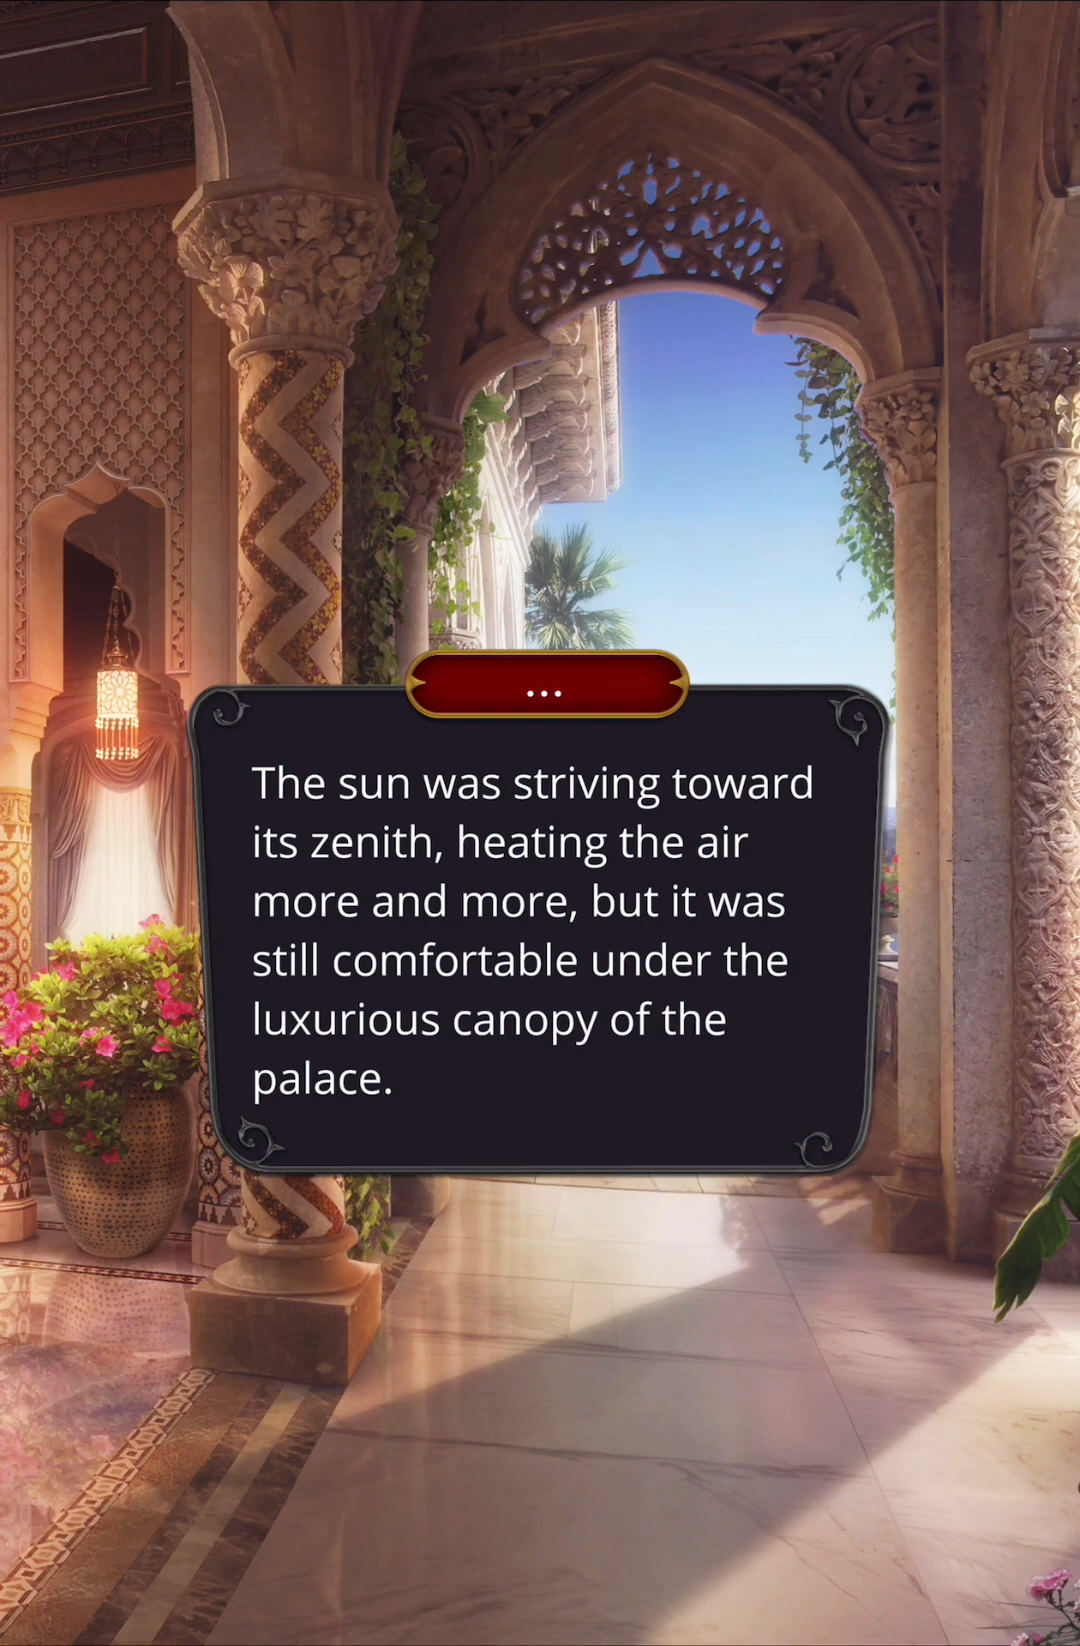 ...
The sun was striving toward
its zenith, heating the air
more and more, but it was
still comfortable under the
luxurious canopy of the
palace.